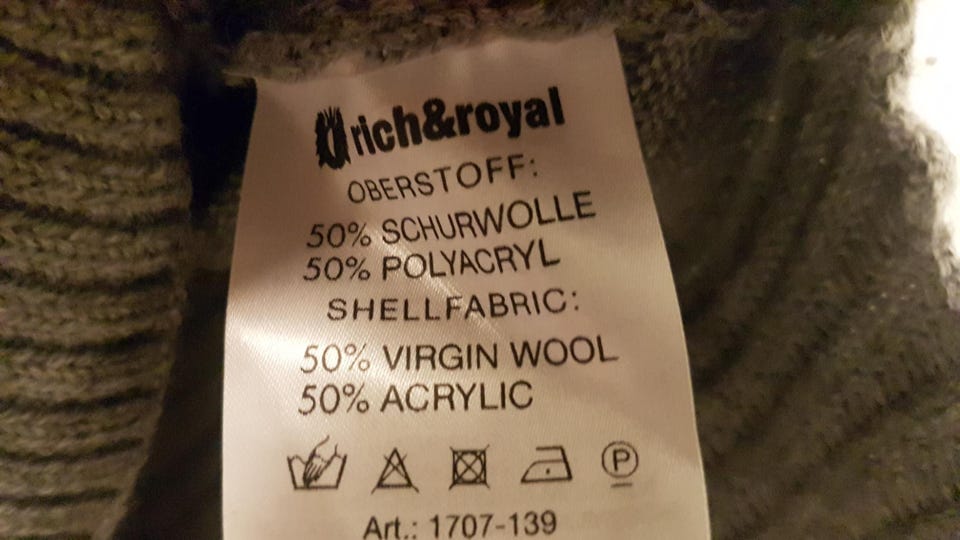 rich&royal
OBERSTOFF:
50% SCHURWOLLE
50% POLYACRYL
SHELLFABRIC:
50% VIRGIN WOOL
50% ACRYLIC
P
Art.: 1707-139